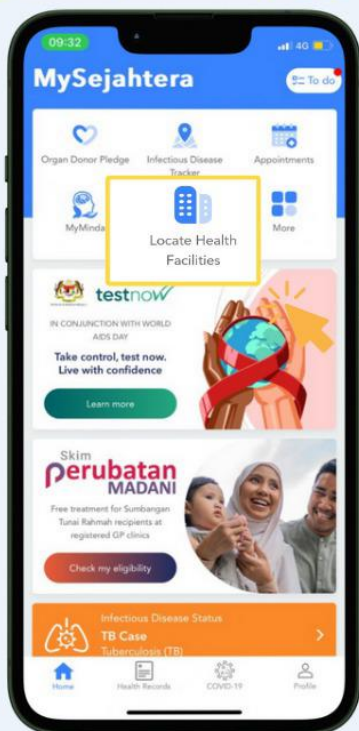 09:32
4G
MySejahtera
To do
Organ Donor Pledge
Infectious Disease
Tracker
Appointments
MyMinda
Locate Health
Facilities
More
testnow
IN CONJUNCTION WITH WORLD
AIDS DAY
Take control, test now.
Live with confidence
Learn more
Skim
Perubatan
MADANI
Free treatment for Sumbangan
Tunai Rahmah recipients at
registered GP clinics
Check my eligibility
Infectious Disease Status
TB Case
Tuberculosis (TB)
Home
Health Records
COVID-19
Profile